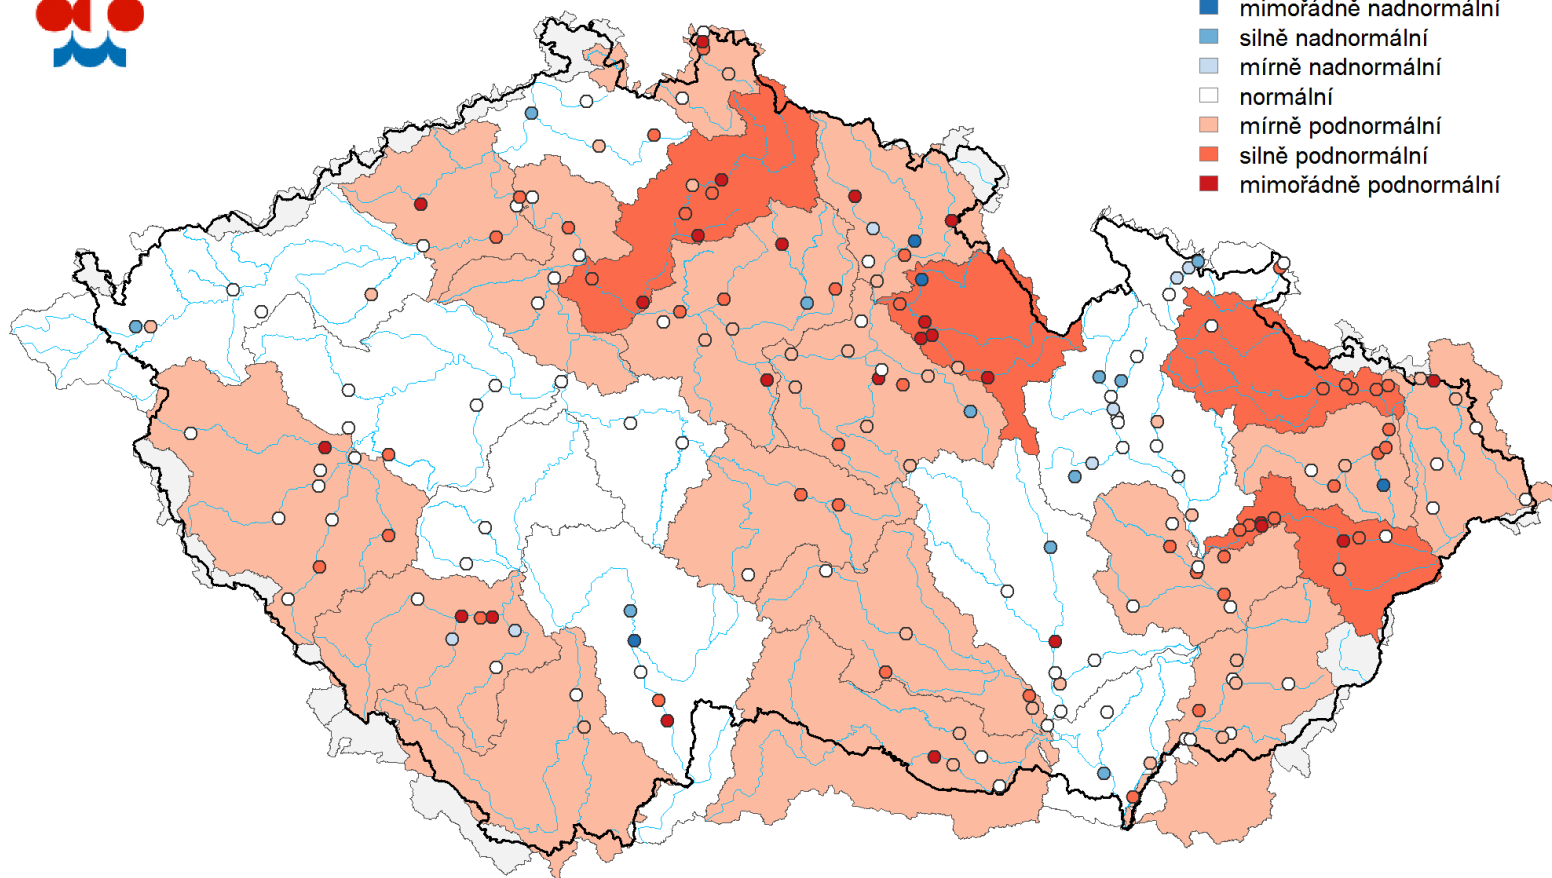 mimořádně nadnormální
silně nadnormální
mírně nadnormální
normální
mírně podnormální
silně podnormální
mimořádně podnormální